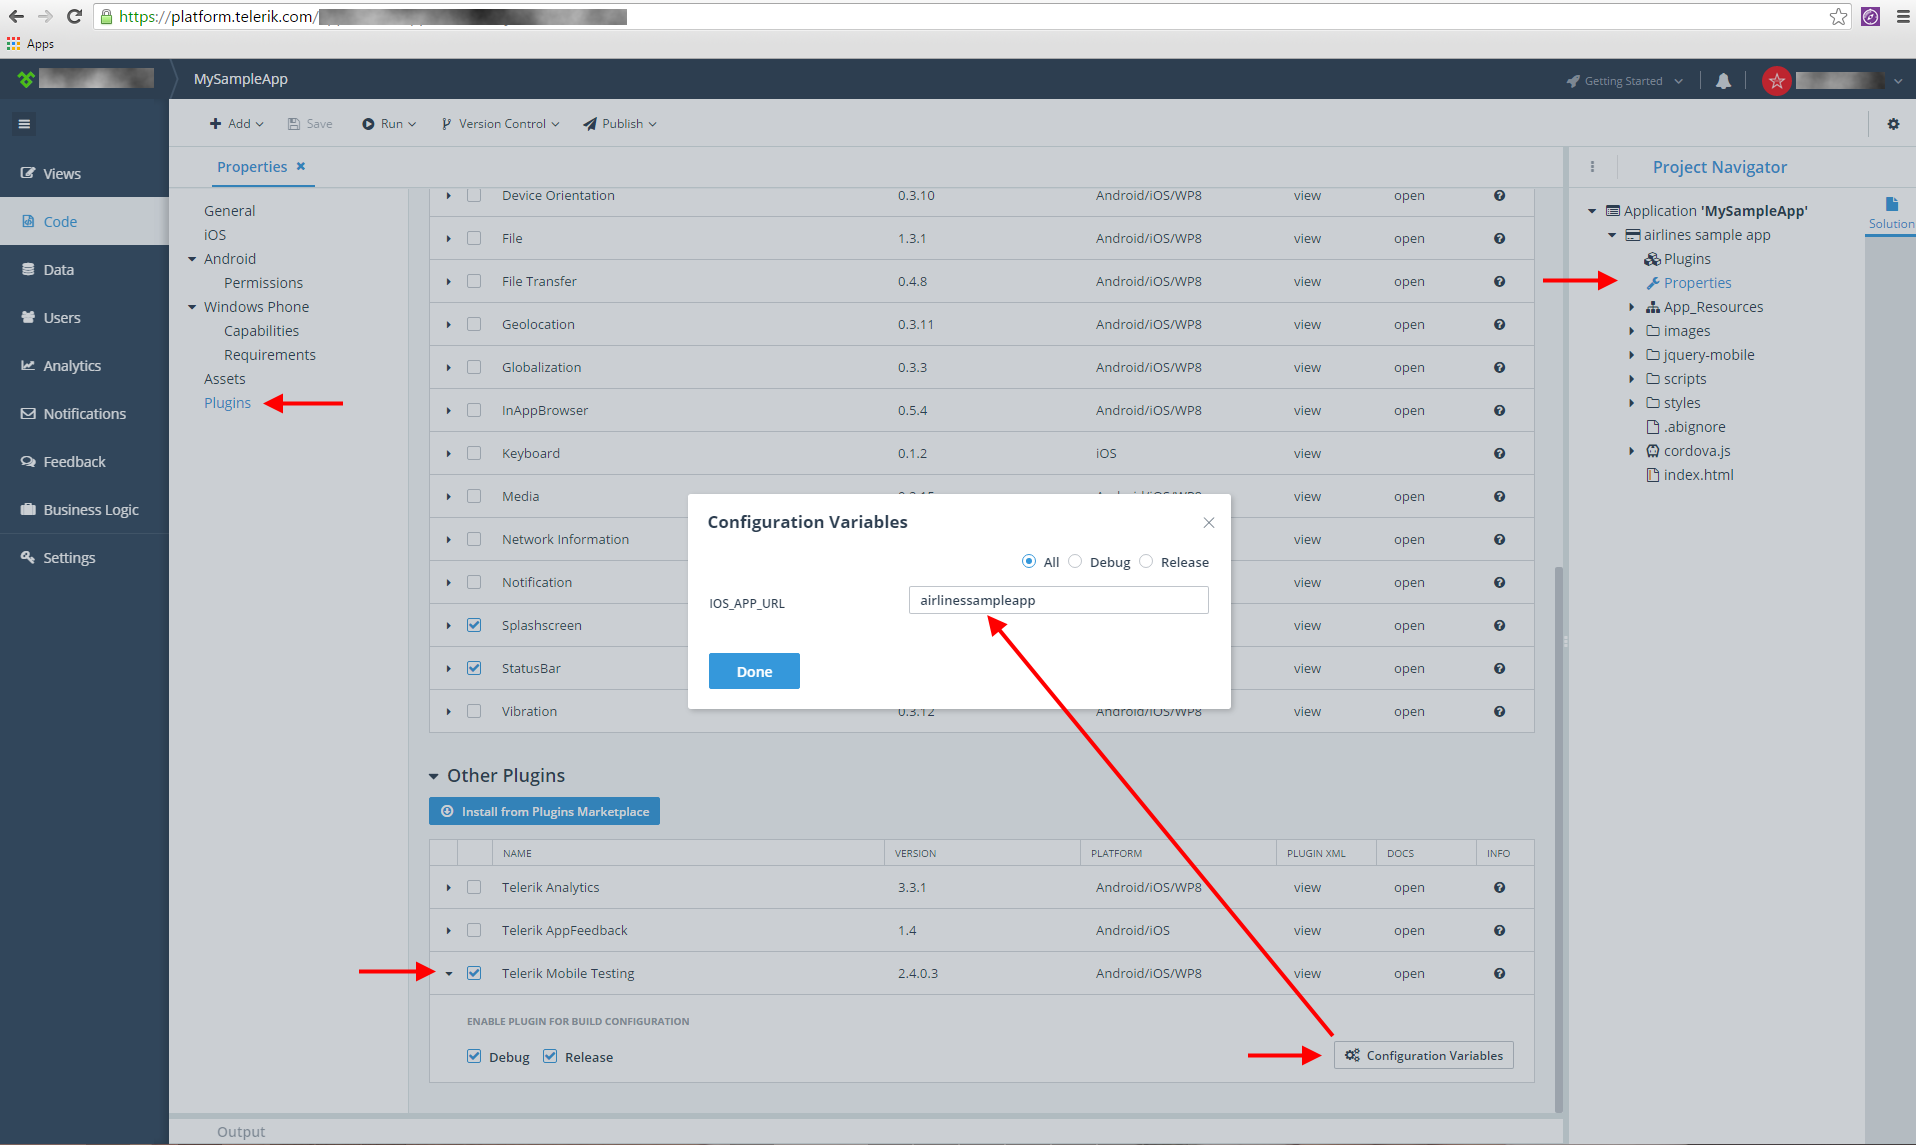 https://platform.telerik.com/
Apps
MySampleApp
Getting Started
Add
Save
Run
Version Control
Publish
Views
Code
Data
Users
Analytics
Notifications
Feedback
Business Logic
Settings
Properties
General
iOS
Android
Permissions
Windows Phone
Capabilities
Requirements
Assets
Plugins
Device Orientation 0.3.10 Android/iOS/WP8 view open
File 1.3.1 Android/iOS/WP8 view open
File Transfer 0.4.8 Android/iOS/WP8 view open
Geolocation 0.3.11 Android/iOS/WP8 view open
Globalization 0.3.3 Android/iOS/WP8 view open
InAppBrowser 0.5.4 Android/iOS/WP8 view open
Keyboard 0.1.2 iOS view
Media view open
Network Information view open
Notification view open
Splashscreen view open
StatusBar view open
Vibration 0.3.12 Android/iOS/WP8 view open
Configuration Variables
All Debug Release
IOS_APP_URL airlinessampleapp
Done
Other Plugins
Install from Plugins Marketplace
NAME VERSION PLATFORM PLUGIN XML DOCS INFO
Telerik Analytics 3.3.1 Android/iOS/WP8 view open
Telerik AppFeedback 1.4 Android/iOS view open
Telerik Mobile Testing 2.4.0.3 Android/iOS/WP8 view open
ENABLE PLUGIN FOR BUILD CONFIGURATION
Debug Release
Configuration Variables
Output
Project Navigator
Application 'MySampleApp'
airlines sample app
Plugins
Properties
App_Resources
images
jquery-mobile
scripts
styles
.abignore
cordova.js
index.html
Solution